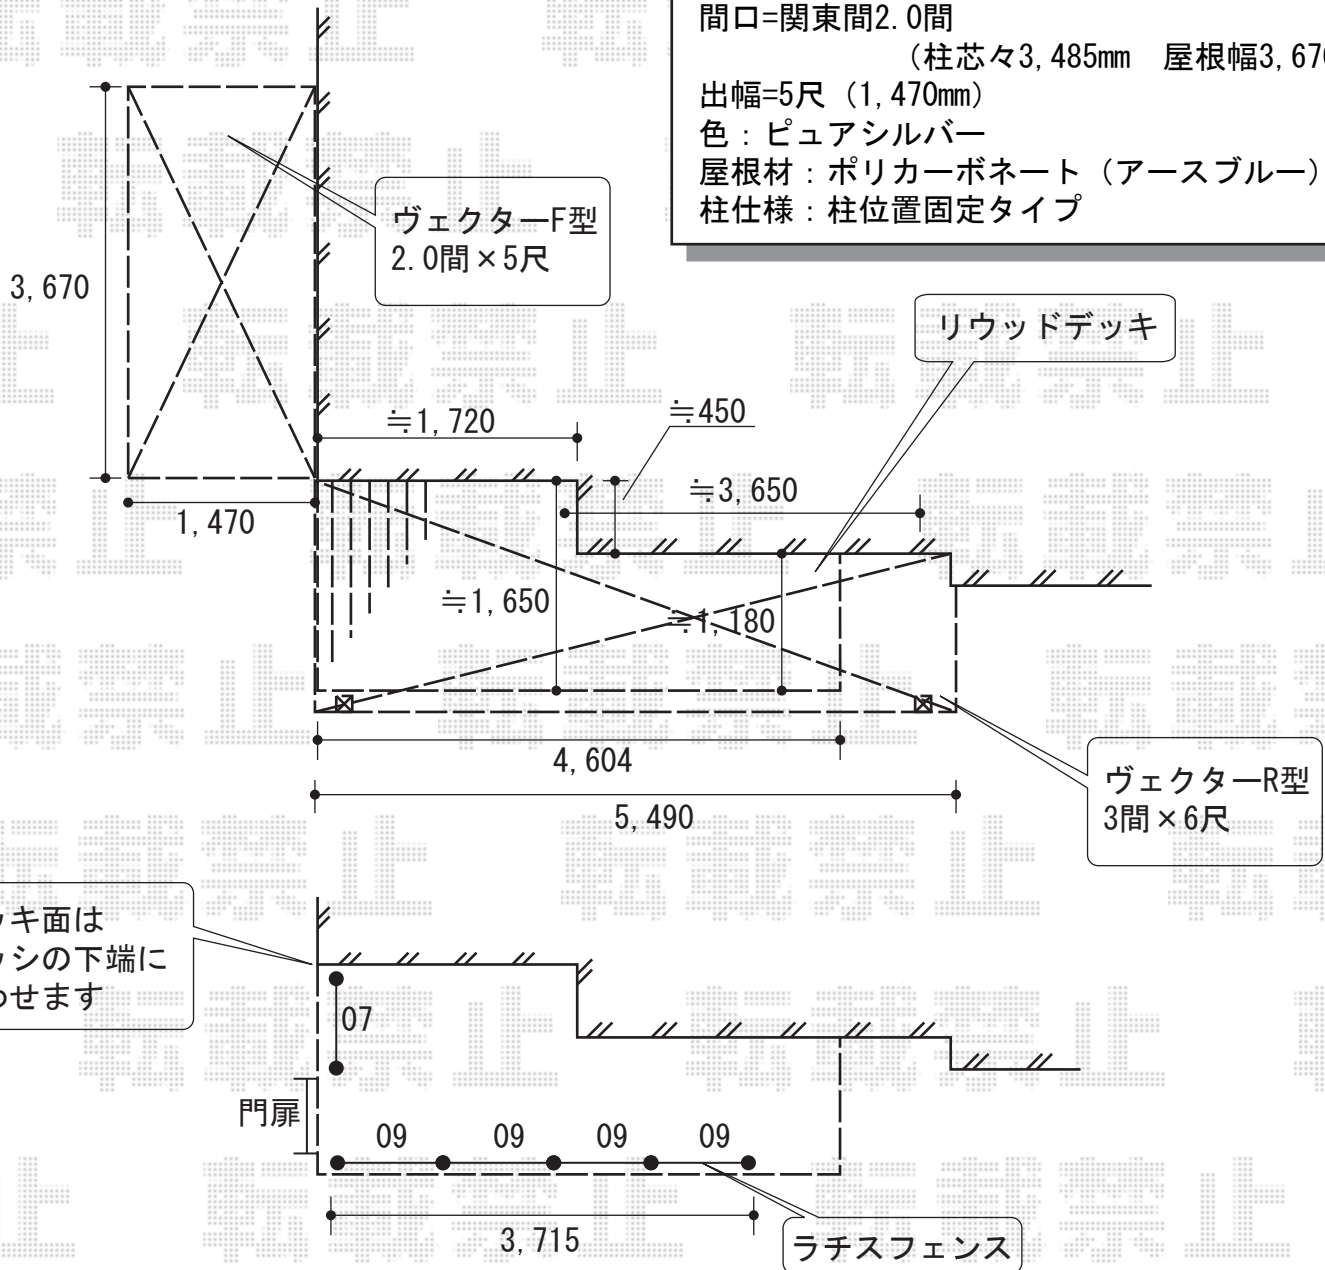 間口=関東間2.0間
(柱芯々3,485mm 屋根幅3,67
出幅=5尺（1,470mm）
色：ピュアシルバー
屋根材：ポリカーボネート（アースブルー）
柱仕様：柱位置固定タイプ
ヴェクターF型
2.0間×5尺
3,670
1,470
リウッドデッキ
≒1,720
≒450
≒3,650
≒1,650
≒1,180
4,604
5,490
ヴェクターR型
3間×6尺
ッキ面は
ッシの下端に
わせます
07
門扉
09 09 09 09
3,715
ラチスフェンス
転載禁止